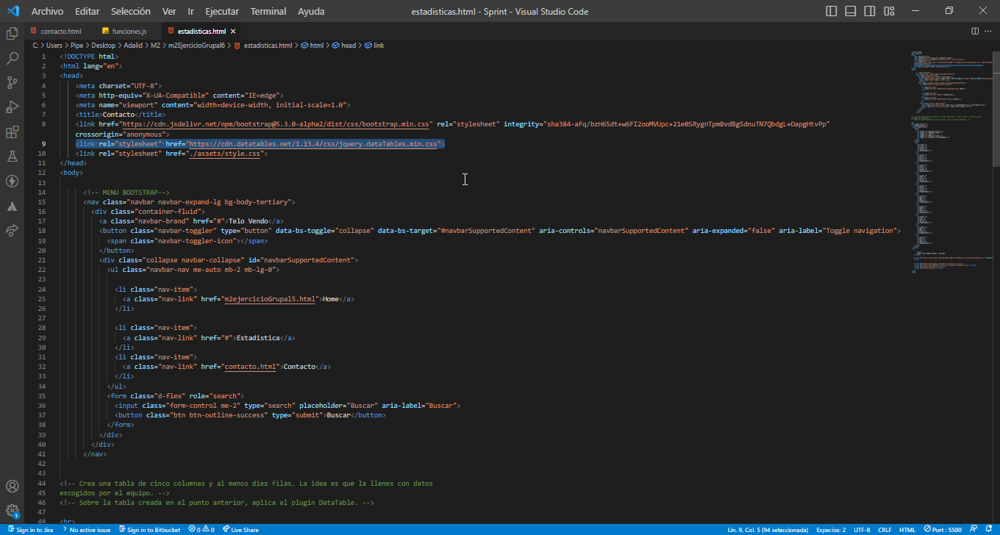 Archivo Editar Selección Ver Ir Ejecutar Terminal Ayuda estadisticas.html - Sprint - Visual Studio Code
contacto.html funciones.js estadisticas.html
C: > Users > Pipe > Desktop > Adalid > M2 > m2EjercicioGrupal6 > estadisticas.html > html > head > link
1 <!DOCTYPE html>
2 <html lang="en">
3 <head>
4 <meta charset="UTF-8">
5 <meta http-equiv="X-UA-Compatible" content="IE=edge">
6 <meta name="viewport" content="width=device-width, initial-scale=1.0">
7 <title>Contacto</title>
8 <link href="https://cdn.jsdelivr.net/npm/bootstrap@5.3.0-alpha2/dist/css/bootstrap.min.css" rel="stylesheet" integrity="sha384-aFq/bzH65dt+w6FI2ooMVUpc+21e0SRygnTpmBvdBgSdnuTN7QbdgL+OapgHtvPp"
crossorigin="anonymous">
9 <link rel="stylesheet" href="https://cdn.datatables.net/1.13.4/css/jquery.dataTables.min.css">
10 <link rel="stylesheet" href="./assets/style.css">
11 </head>
12 <body>
13
14 <!-- MENU BOOTSTRAP-->
15 <nav class="navbar navbar-expand-lg bg-body-tertiary">
16 <div class="container-fluid">
17 <a class="navbar-brand" href="#">Telo Vendo</a>
18 <button class="navbar-toggler" type="button" data-bs-toggle="collapse" data-bs-target="#navbarSupportedContent" aria-controls="navbarSupportedContent" aria-expanded="false" aria-label="Toggle navigation">
19 <span class="navbar-toggler-icon"></span>
20 </button>
21 <div class="collapse navbar-collapse" id="navbarSupportedContent">
22 <ul class="navbar-nav me-auto mb-2 mb-lg-0">
23
24 <li class="nav-item">
25 <a class="nav-link" href="m2ejercicioGrupal5.html">Home</a>
26 </li>
27
28 <li class="nav-item">
29 <a class="nav-link" href="#">Estadistica</a>
30 </li>
31 <li class="nav-item">
32 <a class="nav-link" href="contacto.html">Contacto</a>
33 </li>
34 </ul>
35 <form class="d-flex" role="search">
36 <input class="form-control me-2" type="search" placeholder="Buscar" aria-label="Buscar">
37 <button class="btn btn-outline-success" type="submit">Buscar</button>
38 </form>
39 </div>
40 </div>
41 </nav>
42
43
44 <!-- Crea una tabla de cinco columnas y al menos diez filas. La idea es que la llenes con datos
45 escogidos por el equipo. -->
46 <!-- Sobre la tabla creada en el punto anterior, aplica el plugin DataTable. -->
47
48 <hr>
Sign in to Jira No active issue Sign in to Bitbucket 0 0 Live Share Lín. 9, Col. 5 (94 seleccionada) Espacios: 2 UTF-8 CRLF HTML Port : 5500